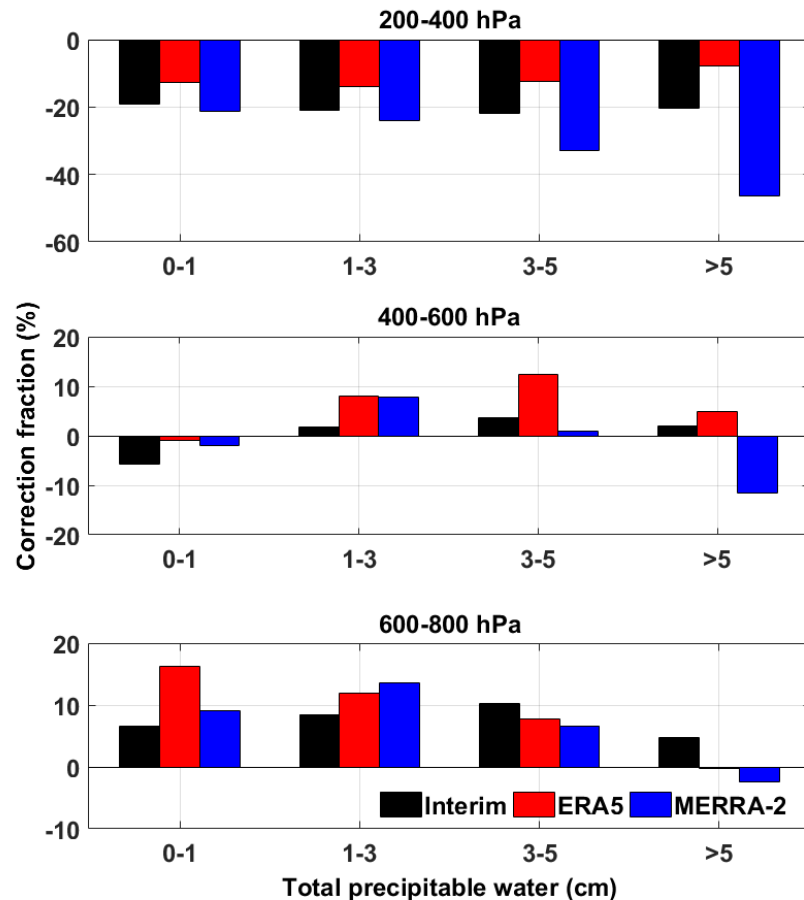 200-400 hPa
0
-20
-40
-60
0-1 1-3 3-5 >5
Correction fraction (%)
400-600 hPa
20
10
0
-10
-20
0-1 1-3 3-5 >5
600-800 hPa
20
10
0
-10
Interim ERA5 MERRA-2
0-1 1-3 3-5 >5
Total precipitable water (cm)